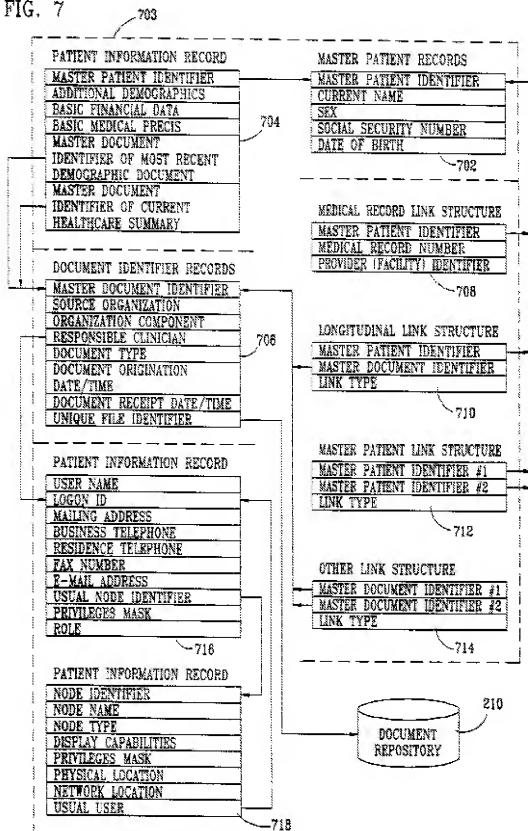 FIG. 7
703
PATIENT INFORMATION RECORD
MASTER PATIENT IDENTIFIER
ADDITIONAL DEMOGRAPHICS
BASIC FINANCIAL DATA
BASIC MEDICAL PRECIS
MASTER DOCUMENT
IDENTIFIER OF MOST RECENT
DEMOGRAPHIC DOCUMENT
MASTER DOCUMENT
IDENTIFIER OF CURRENT
HEALTHCARE SUMMARY
704
DOCUMENT IDENTIFIER RECORDS
MASTER DOCUMENT IDENTIFIER
SOURCE ORGANIZATION
ORGANIZATION COMPONENT
RESPONSIBLE CLINICIAN
DOCUMENT TYPE
DOCUMENT ORIGINATION
DATE/TIME
DOCUMENT RECEIPT DATE/TIME
UNIQUE FILE IDENTIFIER
706
PATIENT INFORMATION RECORD
USER NAME
LOGON ID
MAILING ADDRESS
BUSINESS TELEPHONE
RESIDENCE TELEPHONE
FAX NUMBER
E-MAIL ADDRESS
USUAL NODE IDENTIFIER
PRIVILEGES MASK
ROLE
716
PATIENT INFORMATION RECORD
NODE IDENTIFIER
NODE NAME
NODE TYPE
DISPLAY CAPABILITIES
PRIVILEGES MASK
PHYSICAL LOCATION
NETWORK LOCATION
USUAL USER
718
MASTER PATIENT RECORDS
MASTER PATIENT IDENTIFIER
CURRENT NAME
SEX
SOCIAL SECURITY NUMBER
DATE OF BIRTH
702
MEDICAL RECORD LINK STRUCTURE
MASTER PATIENT IDENTIFIER
MEDICAL RECORD NUMBER
PROVIDER (FACILITY) IDENTIFIER
708
LONGITUDINAL LINK STRUCTURE
MASTER PATIENT IDENTIFIER
MASTER DOCUMENT IDENTIFIER
LINK TYPE
710
MASTER PATIENT LINK STRUCTURE
MASTER PATIENT IDENTIFIER #1
MASTER PATIENT IDENTIFIER #2
LINK TYPE
712
OTHER LINK STRUCTURE
MASTER DOCUMENT IDENTIFIER #1
MASTER DOCUMENT IDENTIFIER #2
LINK TYPE
714
210
DOCUMENT
REPOSITORY